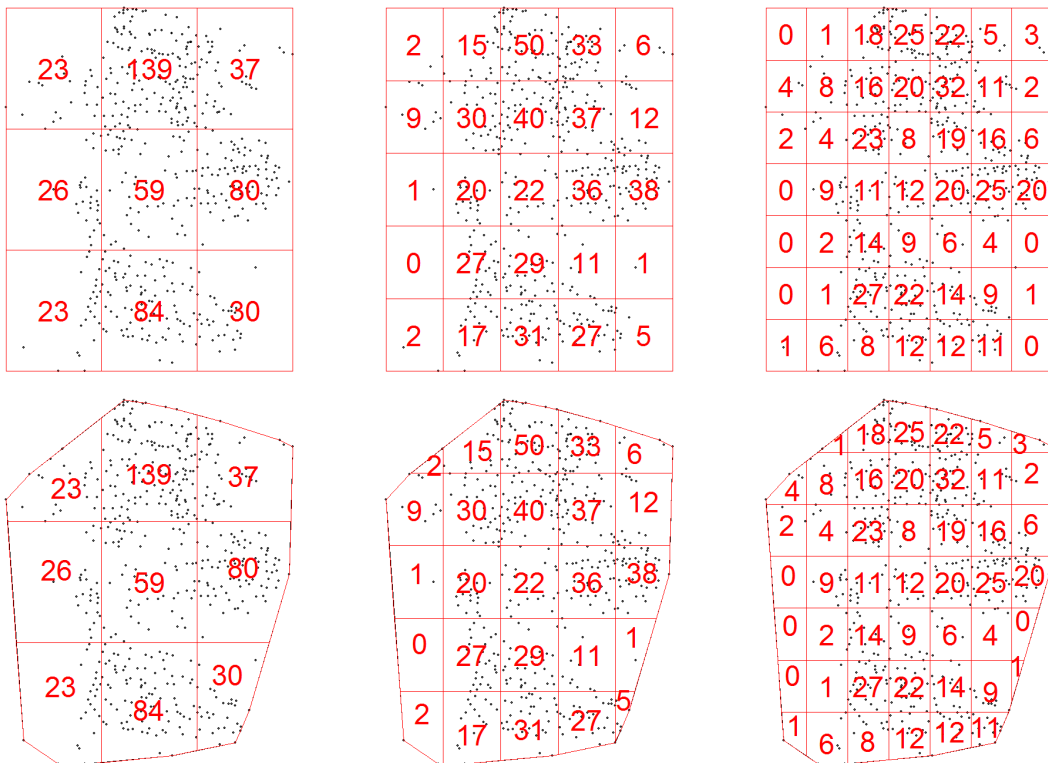 23 139 37
26 59 80
23 84 30
2 15 50 33 6
9 30 40 37 12
1 20 22 36 38
0 27 29 11 1
2 17 31 27 5
0 1 18 25 22 5 3
4 8 16 20 32 11 2
2 4 23 8 19 16 6
0 9 11 12 20 25 20
0 2 14 9 6 4 0
0 1 27 22 14 9 1
1 6 8 12 12 11 0
23 139 37
26 59 80
23 84 30
2 15 50 33 6
9 30 40 37 12
1 20 22 36 38
0 27 29 11 1
2 17 31 27 5
1 18 25 22 5 3
4 8 16 20 32 11 2
2 4 23 8 19 16 6
0 9 11 12 20 25 20
0 2 14 9 6 4 0
0 1 27 22 14 9 1
1 6 8 12 12 11